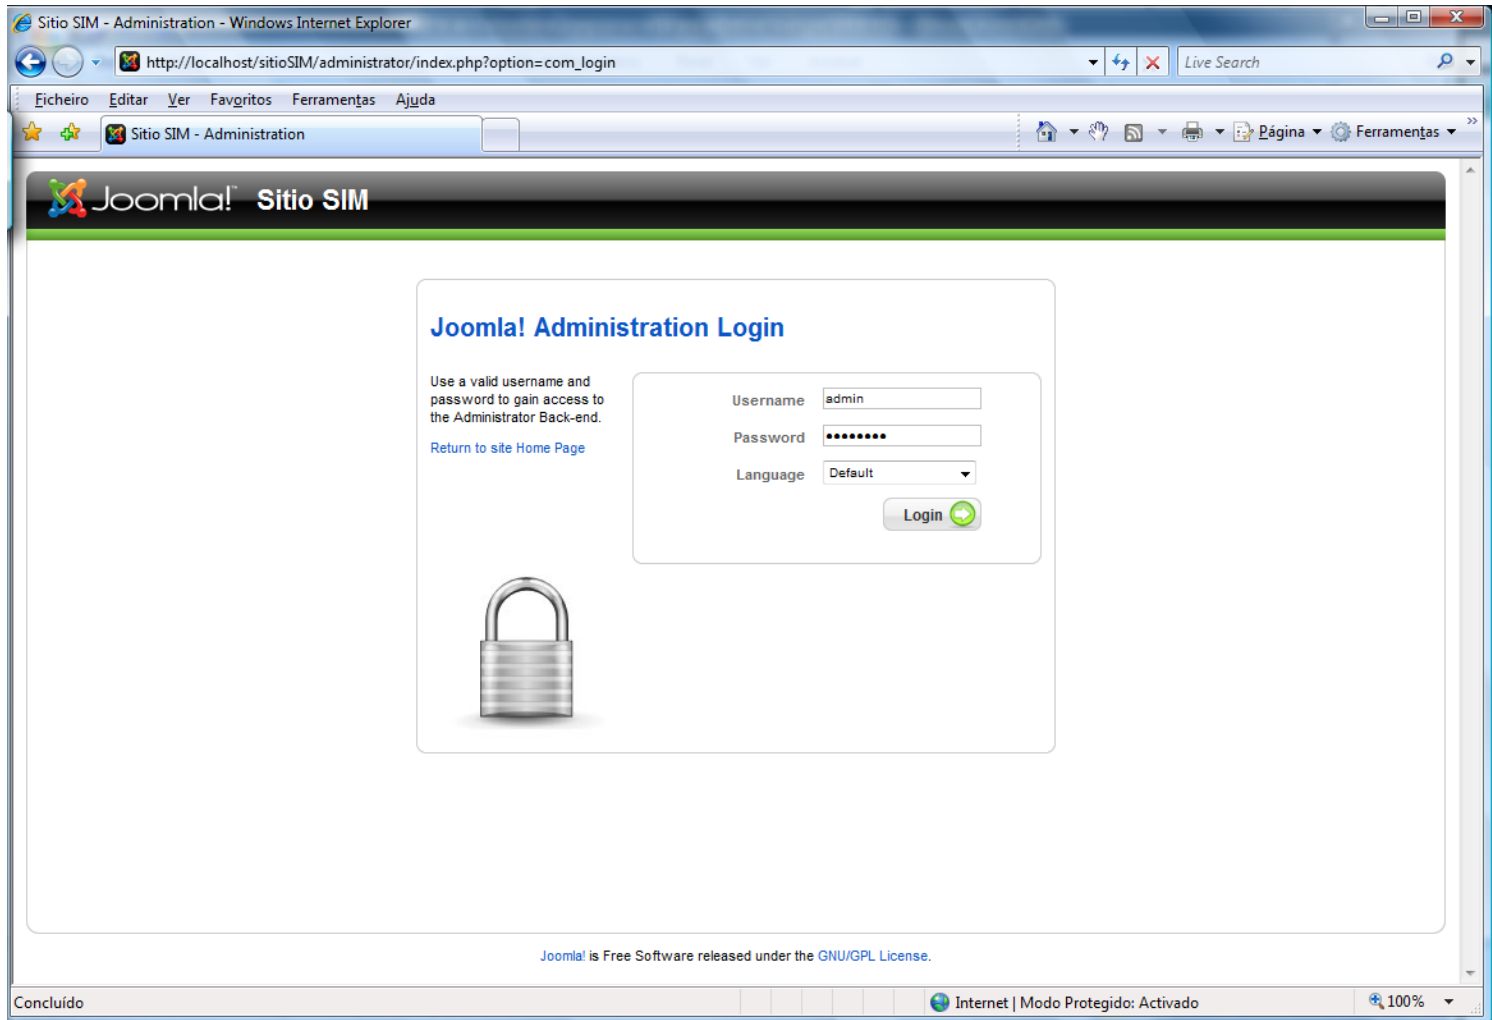 Sitio SIM - Administration - Windows Internet Explorer
http://localhost/sitioSIM/administrator/index.php?option=com_login
Live Search
Ficheiro Editar Ver Favoritos Ferramentas Ajuda
Sitio SIM - Administration
Página Ferramentas
Joomla! Sitio SIM
Joomla! Administration Login
Use a valid username and
password to gain access to
the Administrator Back-end.
Return to site Home Page
Username admin
Password ••••••••
Language Default
Login
Joomla! is Free Software released under the GNU/GPL License.
Concluído
Internet | Modo Protegido: Activado
100%